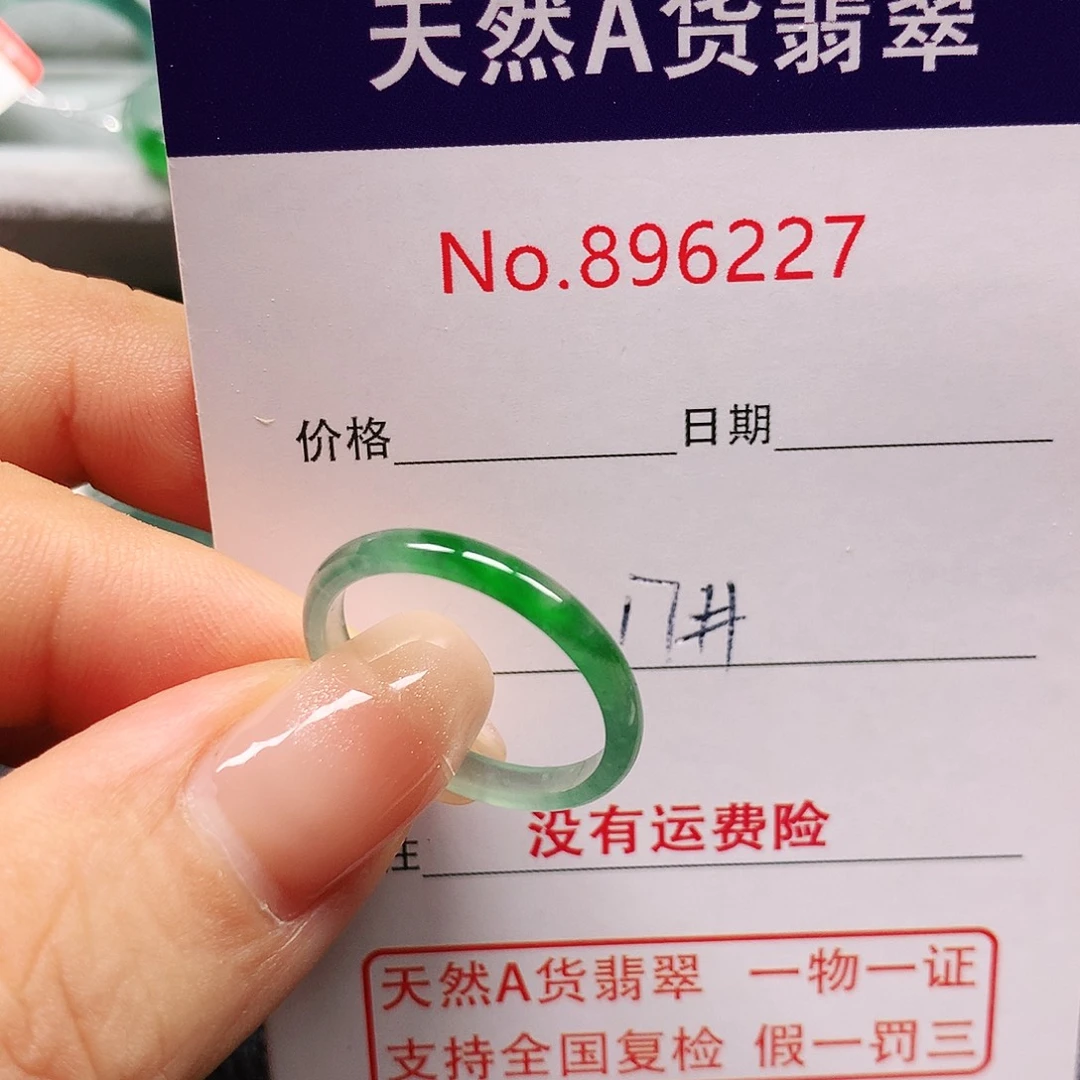 天然A货翡翠
No.896227
价格 日期
17#
没有运费险
注
天然A货翡翠 一物一证
支持全国复检 假一罚三